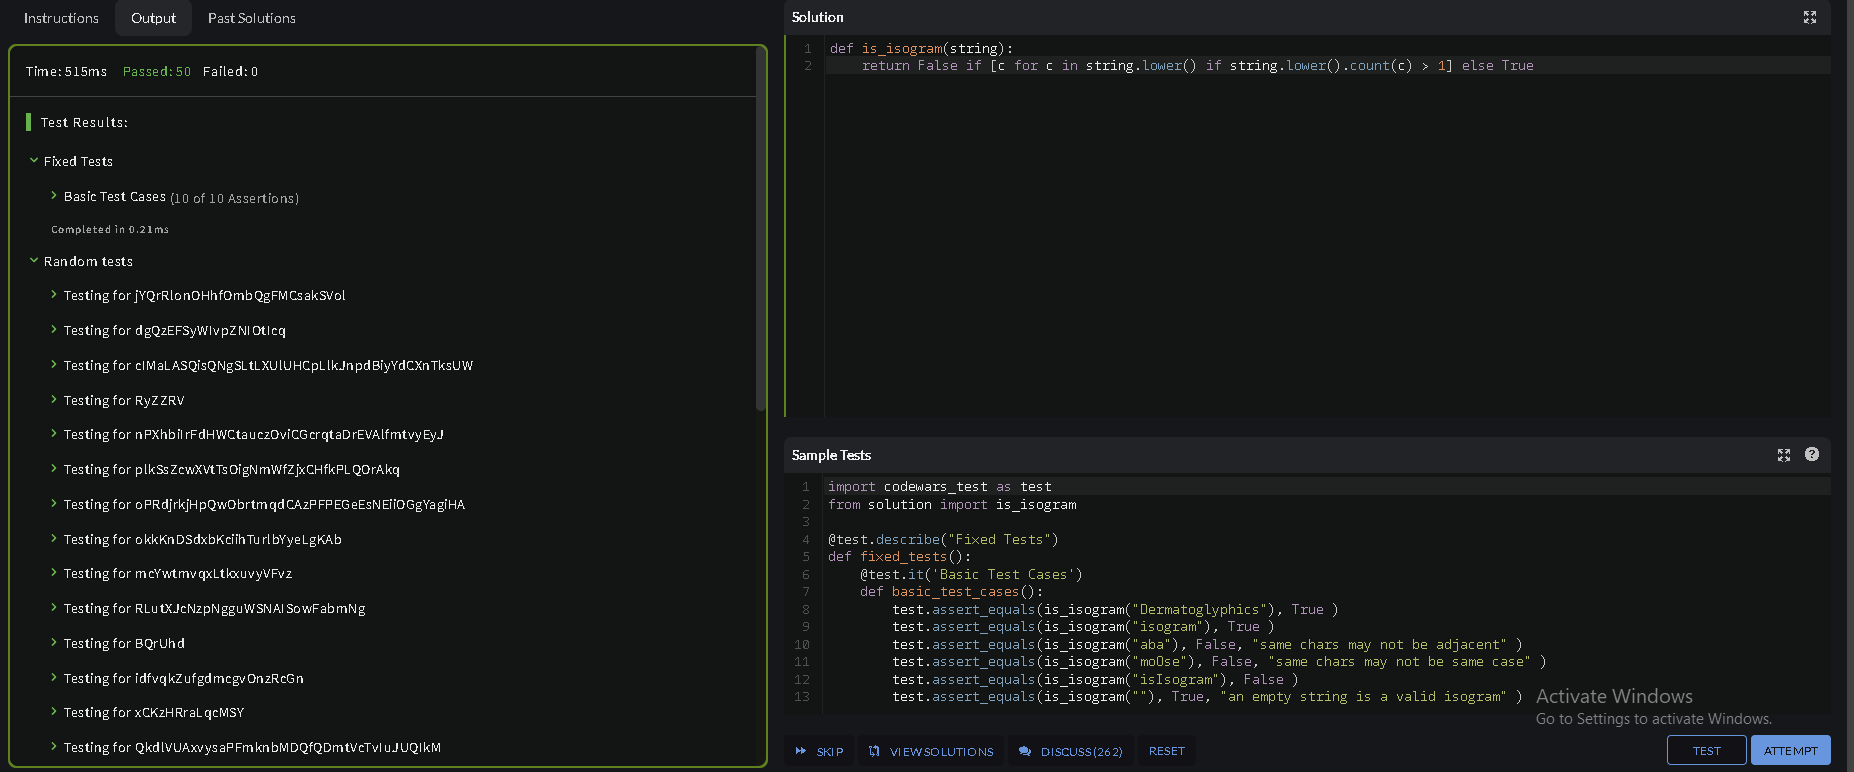 Instructions
Output
Past Solutions
Time: 515ms Passed: 50 Failed: 0
Test Results:
Fixed Tests
Basic Test Cases (10 of 10 Assertions)
Completed in 0.21ms
Random tests
Testing for jYQrRlonOHhfOmbQgFMCsakSVol
Testing for dgQzEFSyWIvpZNIOtIcq
Testing for cIMaLASQisQNgSLtLXUlUHCpLlkJnpdBiyYdCXnTksUW
Testing for RyZZRV
Testing for nPXhbiIrFdHWCtauczOviCGcrqtaDrEVAlfmtvyEyJ
Testing for plkSsZcwXVtTsOigNmWfZjxCHfkPLQOrAkq
Testing for oPRdjrkjHpQwObrtmqdCAzPFPEGeEsNEiiOGgYagiHA
Testing for okkKnDSdxbKciihTurlbYyeLgKAb
Testing for mcYwtmvqxLtkxuvyVFvz
Testing for RLutXJcNzpNgguWSNAISowFabmNg
Testing for BQrUhd
Testing for idfvqkZufgdmcgvOnzRcGn
Testing for xCKzHRraLqcMSY
Testing for QkdlVUAxvysaPFmknbMDQfQDmtVcTvIuJUQIkM
Solution
1 def is_isogram(string):
2 return False if [c for c in string.lower() if string.lower().count(c) > 1] else True
Sample Tests
1 import codewars_test as test
2 from solution import is_isogram
3
4 @test.describe("Fixed Tests")
5 def fixed_tests():
6 @test.it('Basic Test Cases')
7 def basic_test_cases():
8 test.assert_equals(is_isogram("Dermatoglyphics"), True )
9 test.assert_equals(is_isogram("isogram"), True )
10 test.assert_equals(is_isogram("aba"), False, "same chars may not be adjacent" )
11 test.assert_equals(is_isogram("moOse"), False, "same chars may not be same case" )
12 test.assert_equals(is_isogram("isIsogram"), False )
13 test.assert_equals(is_isogram(""), True, "an empty string is a valid isogram" )
Activate Windows
Go to Settings to activate Windows.
SKIP
VIEW SOLUTIONS
DISCUSS (262)
RESET
TEST
ATTEMPT